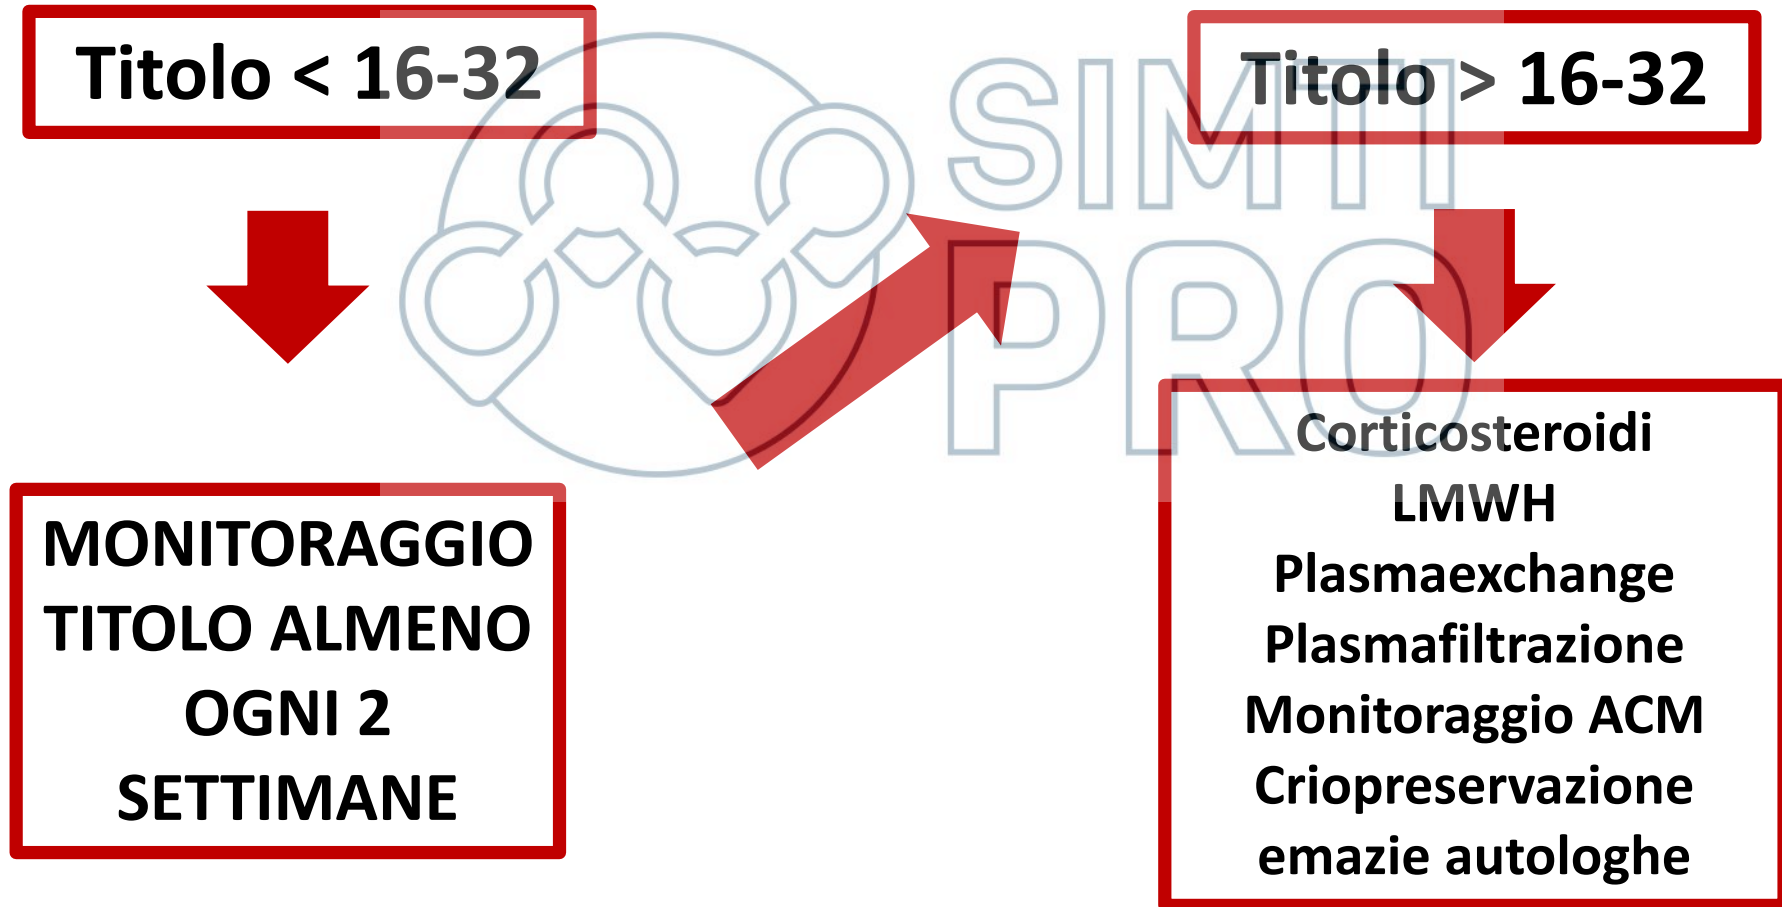 Titolo < 16-32
Titolo > 16-32
SIMTI
PRO
MONITORAGGIO
TITOLO ALMENO
OGNI 2
SETTIMANE
Corticosteroidi
LMWH
Plasmaexchange
Plasmafiltrazione
Monitoraggio ACM
Criopreservazione
emazie autologhe